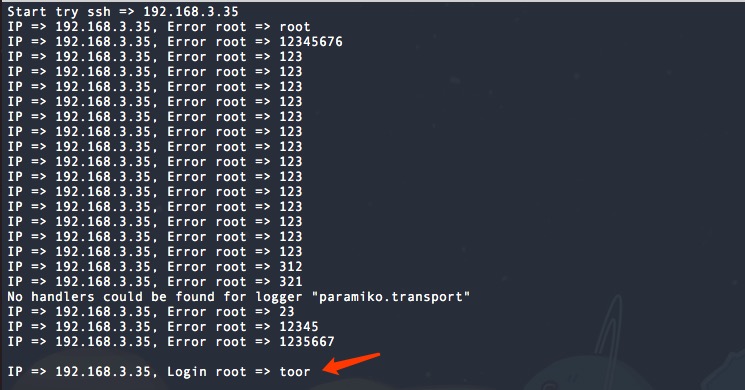 Start try ssh => 192.168.3.35
IP => 192.168.3.35, Error root => root
IP => 192.168.3.35, Error root => 12345676
IP => 192.168.3.35, Error root => 123
IP => 192.168.3.35, Error root => 123
IP => 192.168.3.35, Error root => 123
IP => 192.168.3.35, Error root => 123
IP => 192.168.3.35, Error root => 123
IP => 192.168.3.35, Error root => 123
IP => 192.168.3.35, Error root => 123
IP => 192.168.3.35, Error root => 123
IP => 192.168.3.35, Error root => 123
IP => 192.168.3.35, Error root => 123
IP => 192.168.3.35, Error root => 123
IP => 192.168.3.35, Error root => 123
IP => 192.168.3.35, Error root => 123
IP => 192.168.3.35, Error root => 123
IP => 192.168.3.35, Error root => 312
IP => 192.168.3.35, Error root => 321
No handlers could be found for logger "paramiko.transport"
IP => 192.168.3.35, Error root => 23
IP => 192.168.3.35, Error root => 12345
IP => 192.168.3.35, Error root => 1235667
IP => 192.168.3.35, Login root => toor